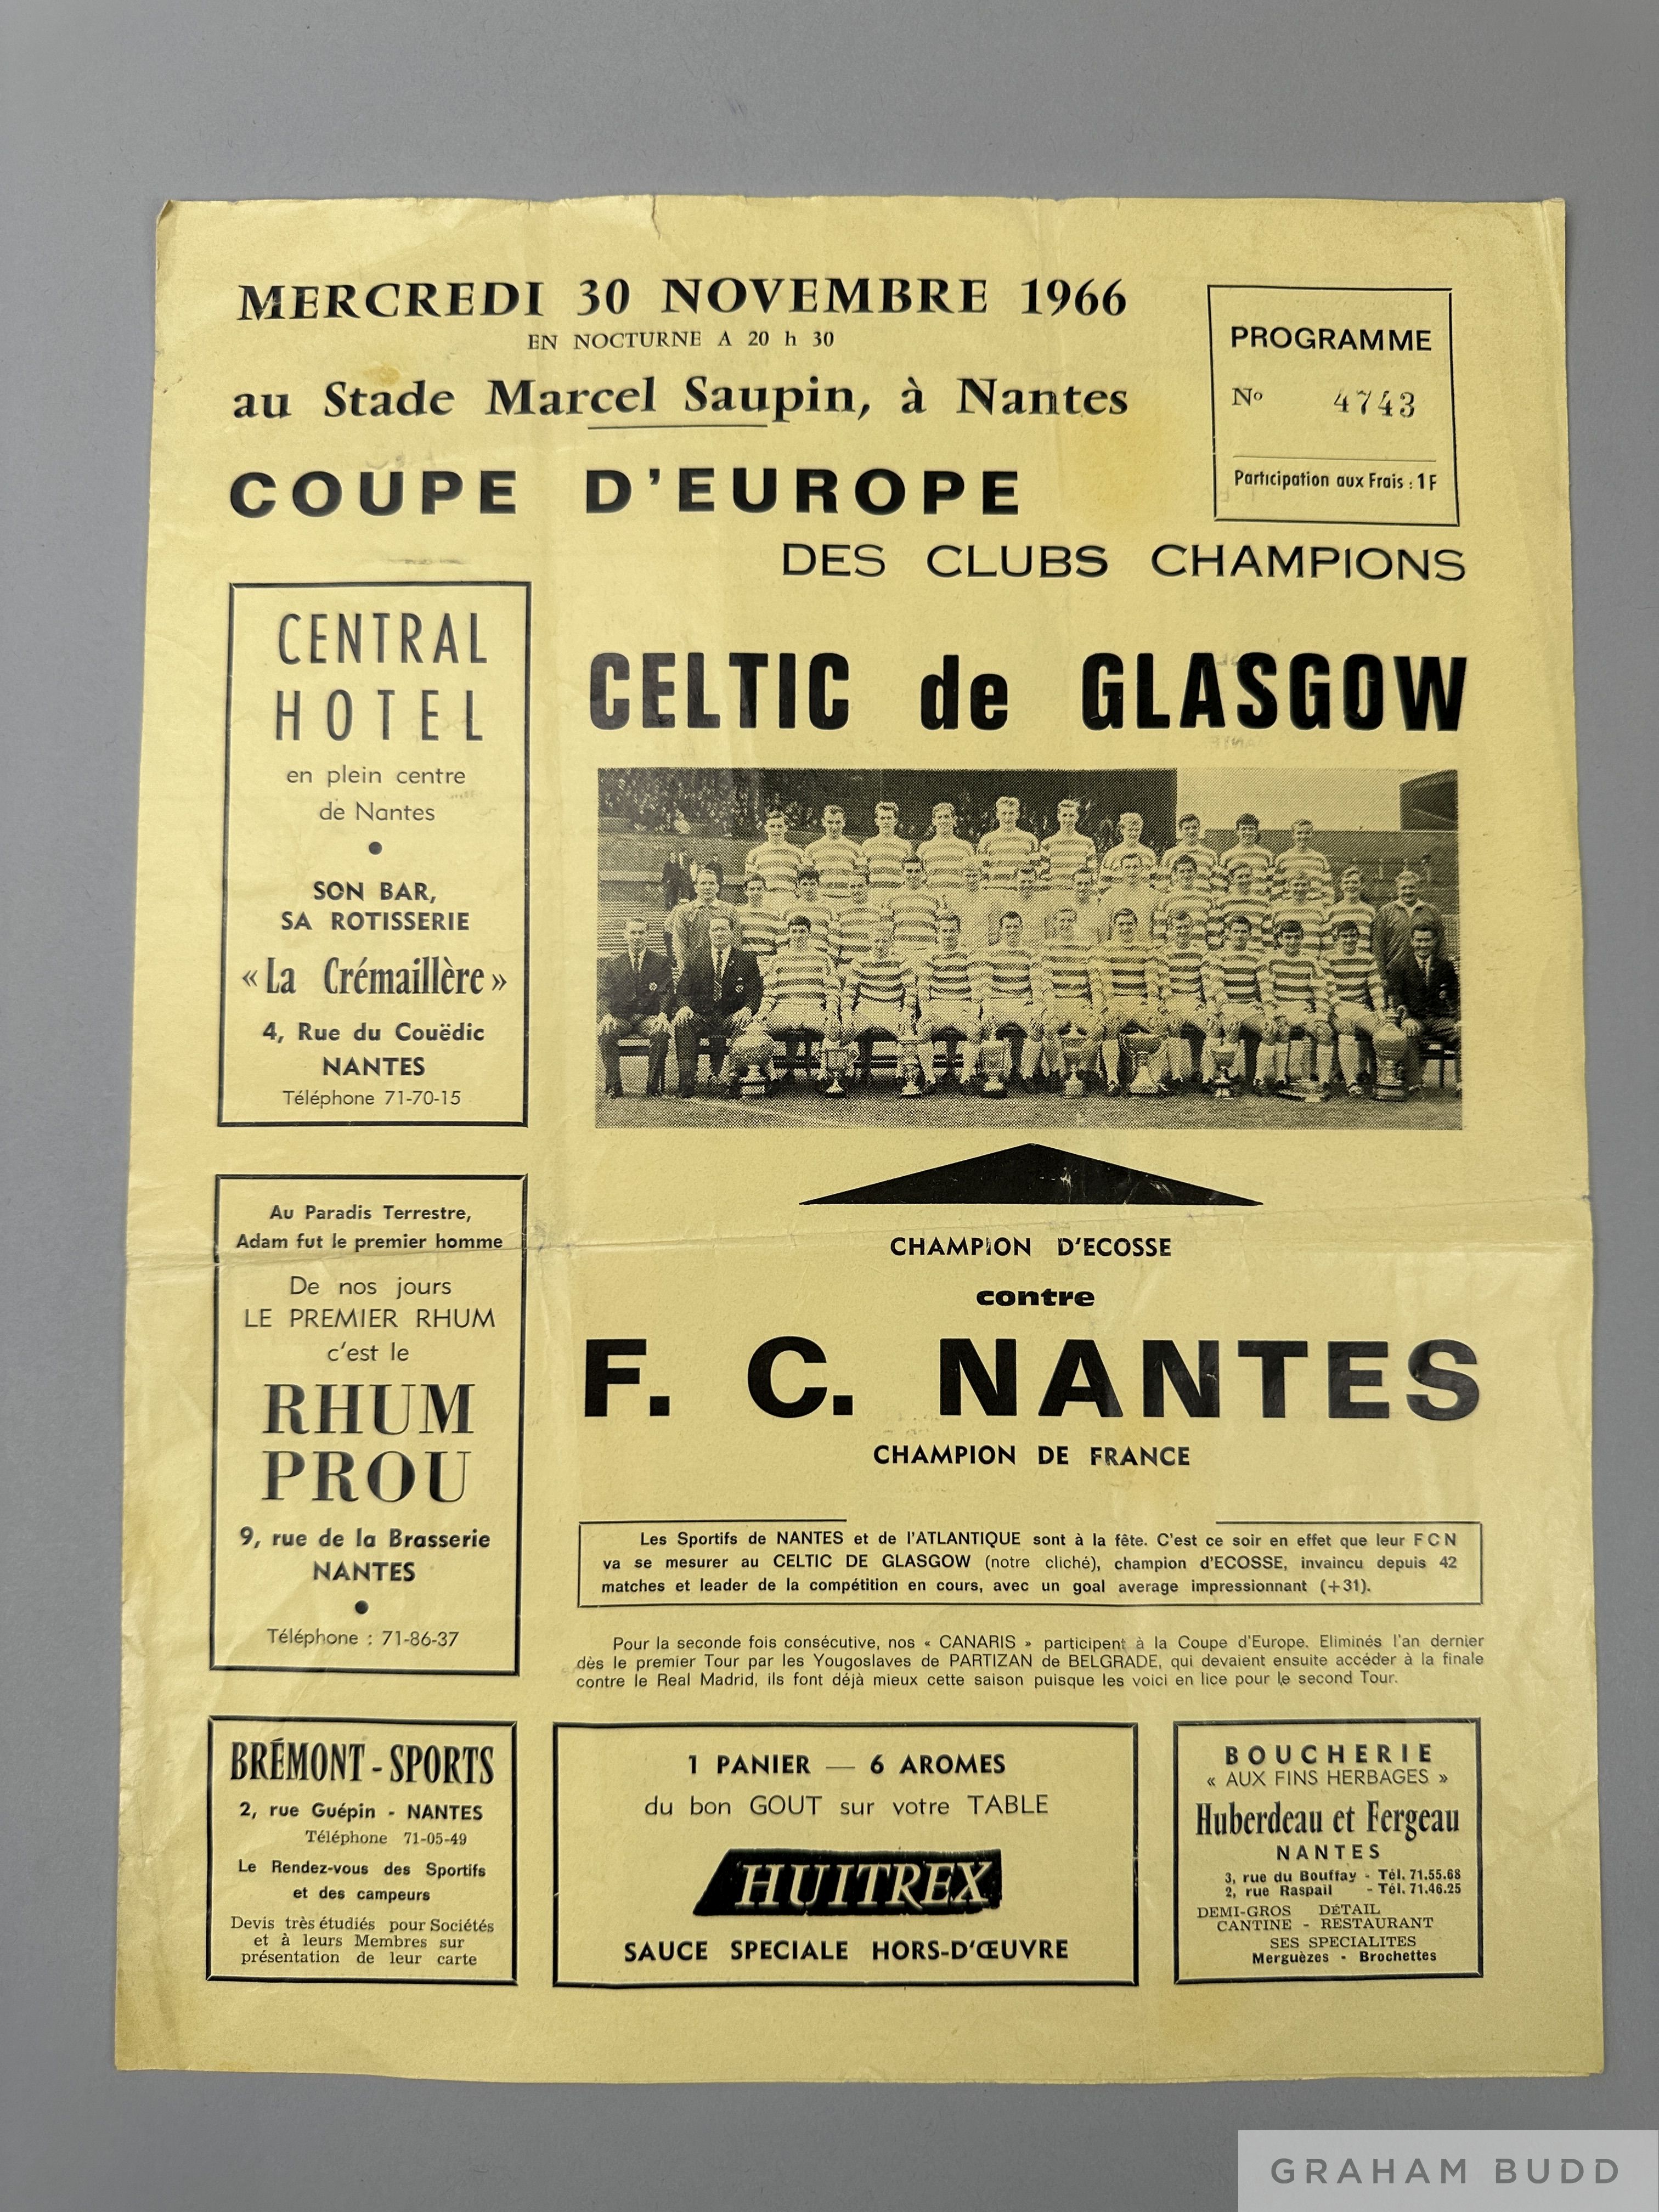 MERCREDI 30 NOVEMBRE 1966
EN NOCTURNE A 20 h 30
au Stade Marcel Saupin, à Nantes
PROGRAMME
No 4743
Participation aux Frais : 1 F
COUPE D'EUROPE
DES CLUBS CHAMPIONS
CENTRAL
HOTEL
en plein centre
de Nantes
SON BAR,
SA ROTISSERIE
« La Crémaillère »
4, Rue du Couëdic
NANTES
Téléphone 71-70-15
CELTIC de GLASGOW
CHAMPION D'ECOSSE
contre
F. C. NANTES
CHAMPION DE FRANCE
Au Paradis Terrestre,
Adam fut le premier homme
De nos jours
LE PREMIER RHUM
c'est le
RHUM
PROU
9, rue de la Brasserie
NANTES
Téléphone : 71-86-37
Les Sportifs de NANTES et de l'ATLANTIQUE sont à la fête. C'est ce soir en effet que leur F C N
va se mesurer au CELTIC DE GLASGOW (notre cliché), champion d'ECOSSE, invaincu depuis 42
matches et leader de la compétition en cours, avec un goal average impressionnant (+31).
Pour la seconde fois consécutive, nos « CANARIS » participent à la Coupe d'Europe. Eliminés l'an dernier
dès le premier Tour par les Yougoslaves de PARTIZAN de BELGRADE, qui devaient ensuite accéder à la finale
contre le Real Madrid, ils font déjà mieux cette saison puisque les voici en lice pour le second Tour.
BRÉMONT - SPORTS
2, rue Guépin - NANTES
Téléphone 71-05-49
Le Rendez-vous des Sportifs
et des campeurs
Devis très étudiés pour Sociétés
et à leurs Membres sur
présentation de leur carte
1 PANIER — 6 AROMES
du bon GOUT sur votre TABLE
HUITREX
SAUCE SPECIALE HORS-D'ŒUVRE
BOUCHERIE
« AUX FINS HERBAGES »
Huberdeau et Fergeau
NANTES
3, rue du Bouffay - Tél. 71.55.68
2, rue Raspail - Tél. 71.46.25
DEMI-GROS DÉTAIL
CANTINE - RESTAURANT
SES SPECIALITES
Merguèzes - Brochettes
GRAHAM BUDD